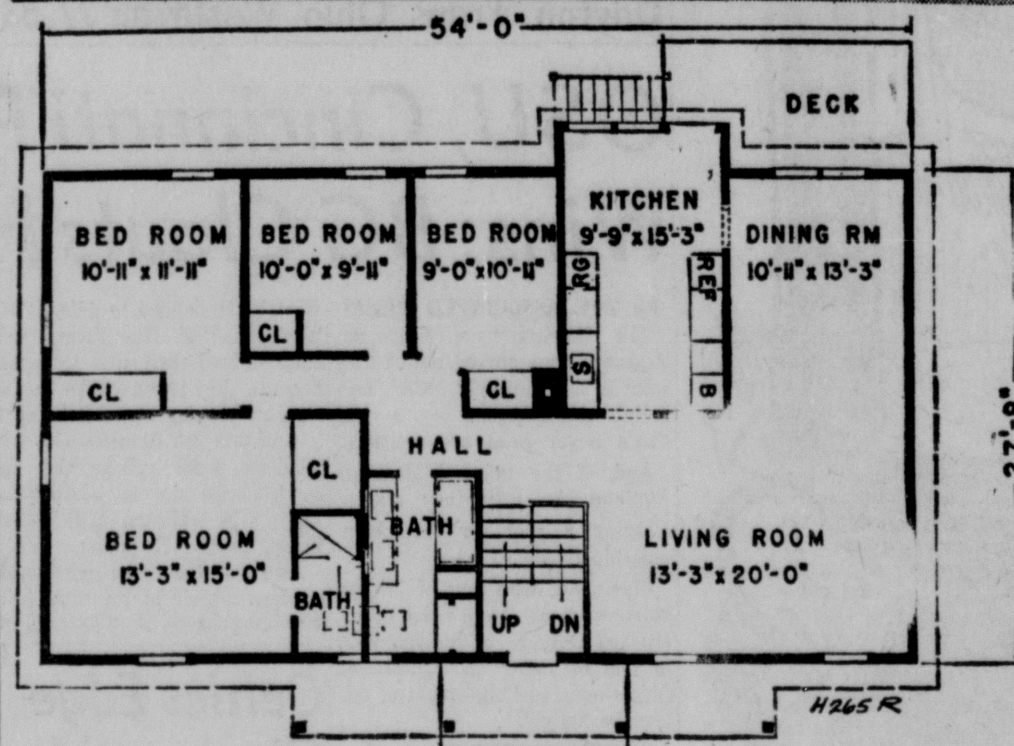 54'-0"
DECK
KITCHEN
9'-9" x 15'-3"
BED ROOM
10'-11" x 11'-11"
BED ROOM
10'-0" x 9'-11"
BED ROOM
9'-0" x 10'-11"
DINING RM
10'-11" x 13'-3"
RG
REF
CL
S
CL
CL
B
HALL
CL
BATH
BED ROOM
13'-3" x 15'-0"
LIVING ROOM
13'-3" x 20'-0"
BATH
UP DN
H265R